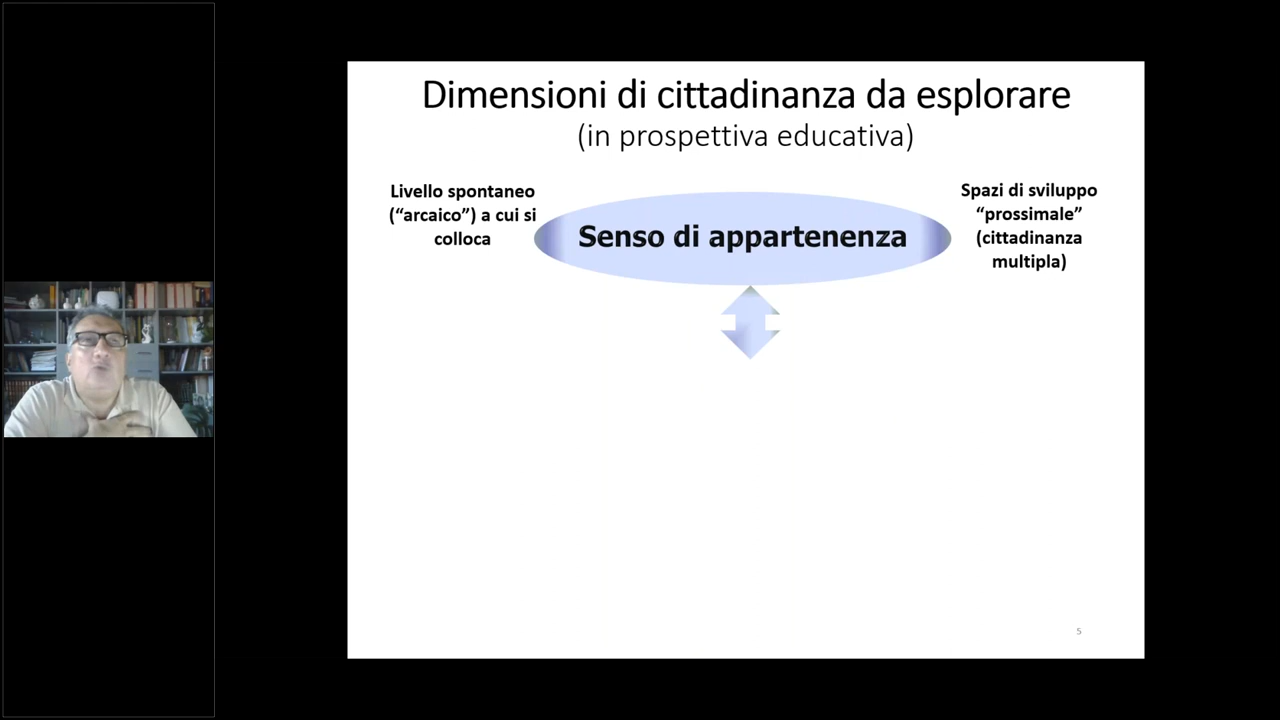 Dimensioni di cittadinanza da esplorare
(in prospettiva educativa)
Livello spontaneo
(“arcaico”) a cui si
colloca
Senso di appartenenza
Spazi di sviluppo
“prossimale”
(cittadinanza
multipla)
5